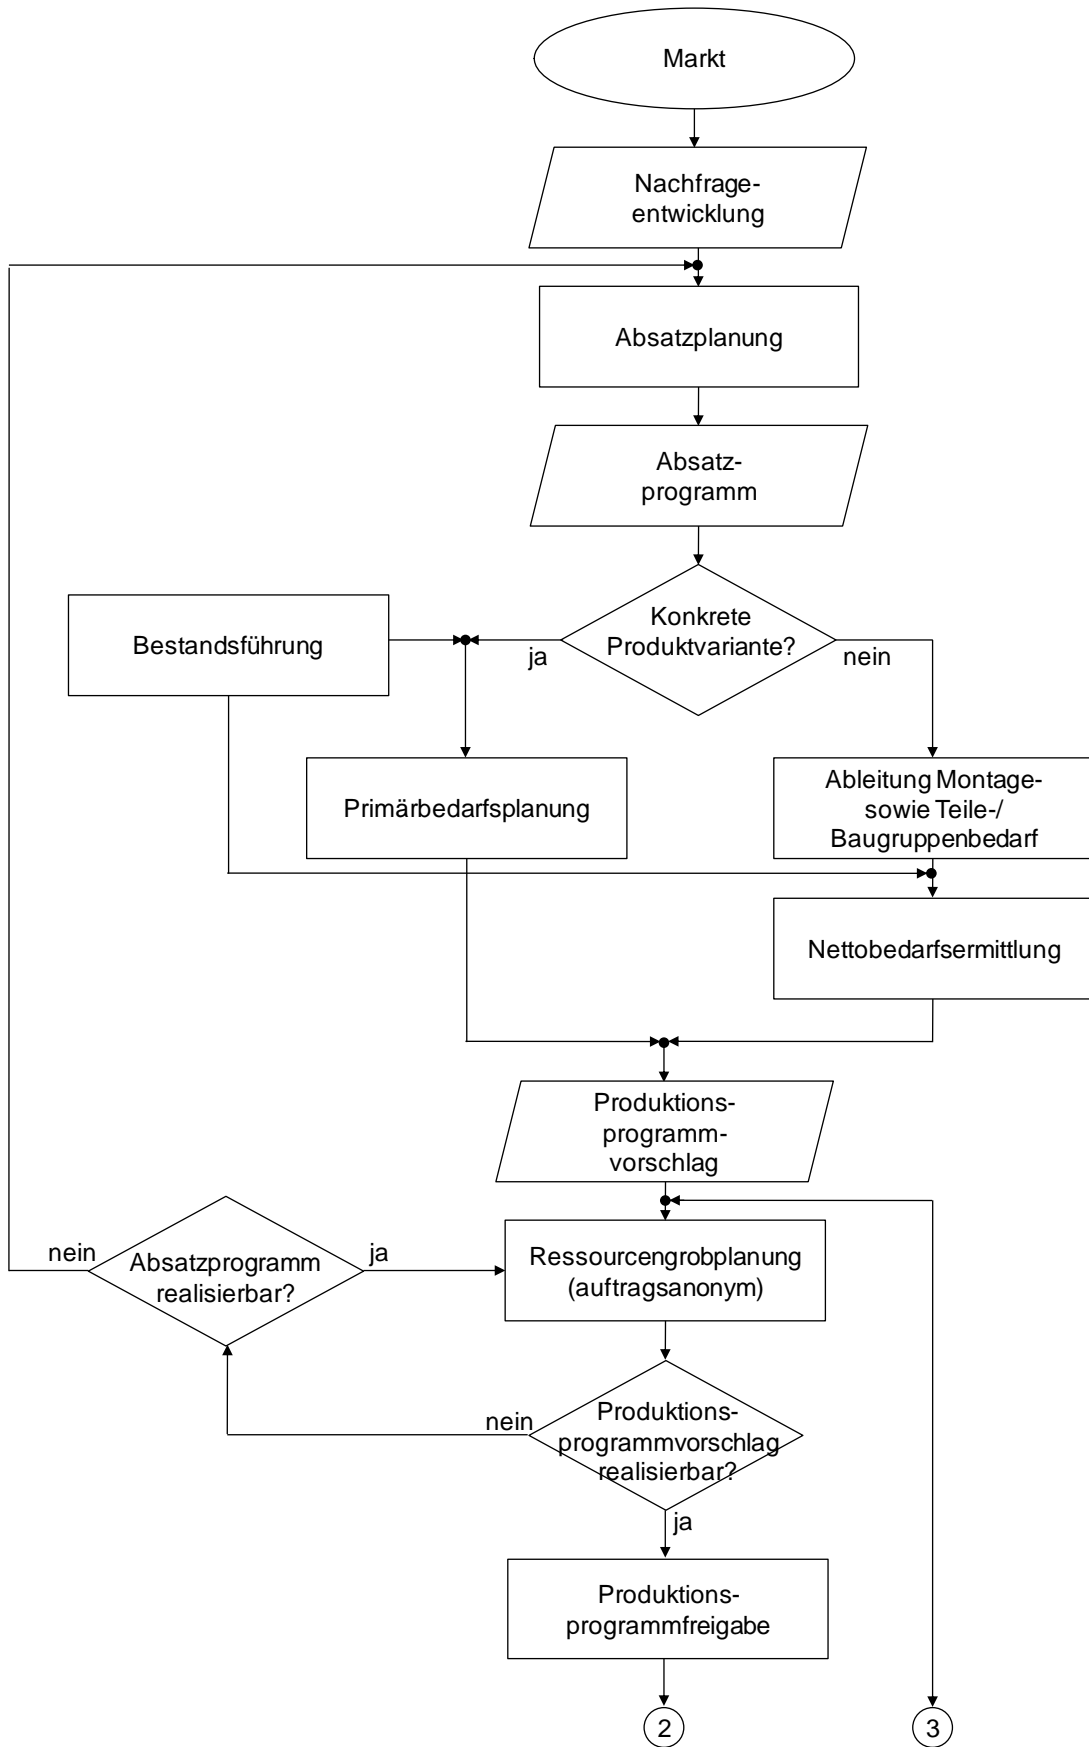 Markt
Nachfrage-
entwicklung
Absatzplanung
Absatz-
programm
Konkrete
Produktvariante?
ja
nein
Bestandsführung
Primärbedarfsplanung
Ableitung Montage-
sowie Teile-/
Baugruppenbedarf
Nettobedarfsermittlung
Produktions-
programm-
vorschlag
nein
Absatzprogramm
realisierbar?
ja
Ressourcengrobplanung
(auftragsanonym)
nein
Produktions-
programmvorschlag
realisierbar?
ja
Produktions-
programmfreigabe
2
3